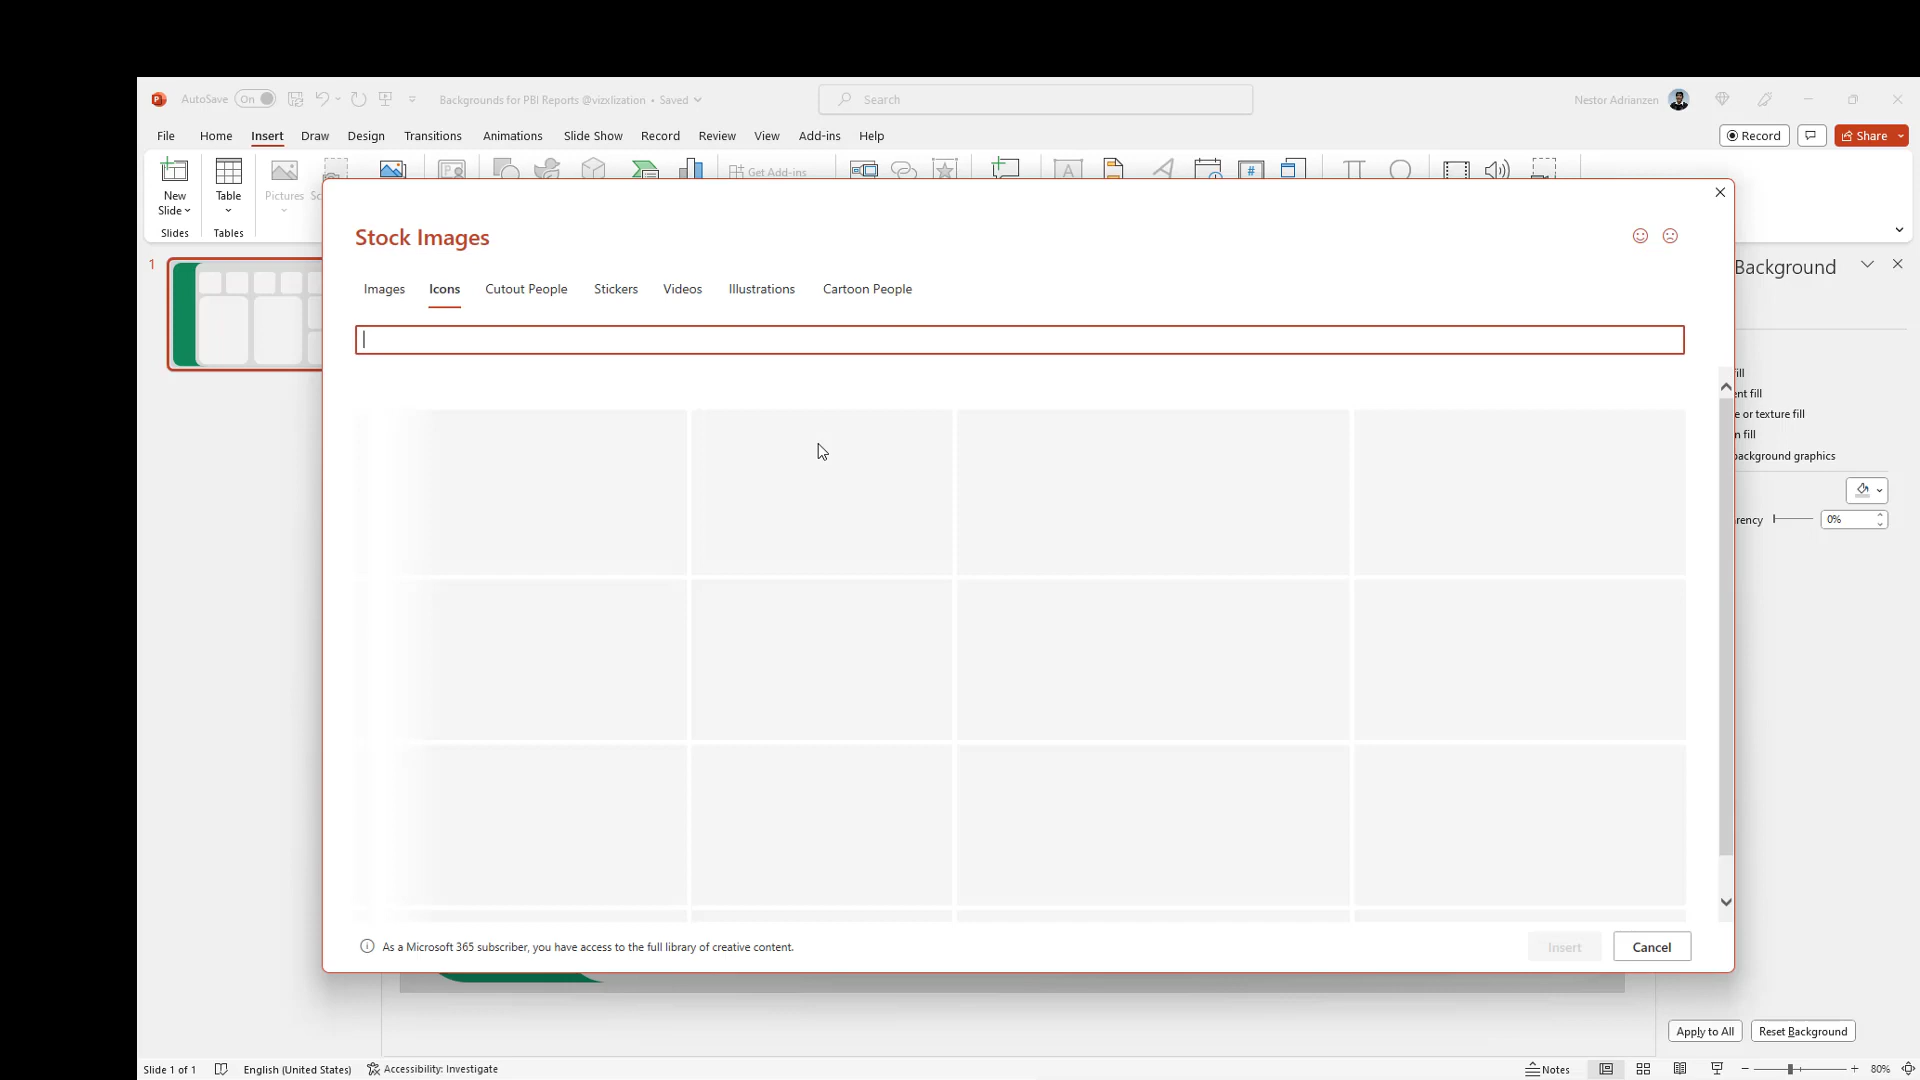 AutoSave On Backgrounds for PBI Reports @vizxlization • Saved Search Nestor Adrianzen
File Home Insert Draw Design Transitions Animations Slide Show Record Review View Add-ins Help Record Share
Get Add-ins
New Slide
Table
Pictures
Slides
Tables
1
Stock Images
Images Icons Cutout People Stickers Videos Illustrations Cartoon People
Background
ill
ent fill
e or texture fill
n fill
background graphics
rency 0%
As a Microsoft 365 subscriber, you have access to the full library of creative content.
Insert Cancel
Apply to All Reset Background
Slide 1 of 1 English (United States) Accessibility: Investigate Notes 80%